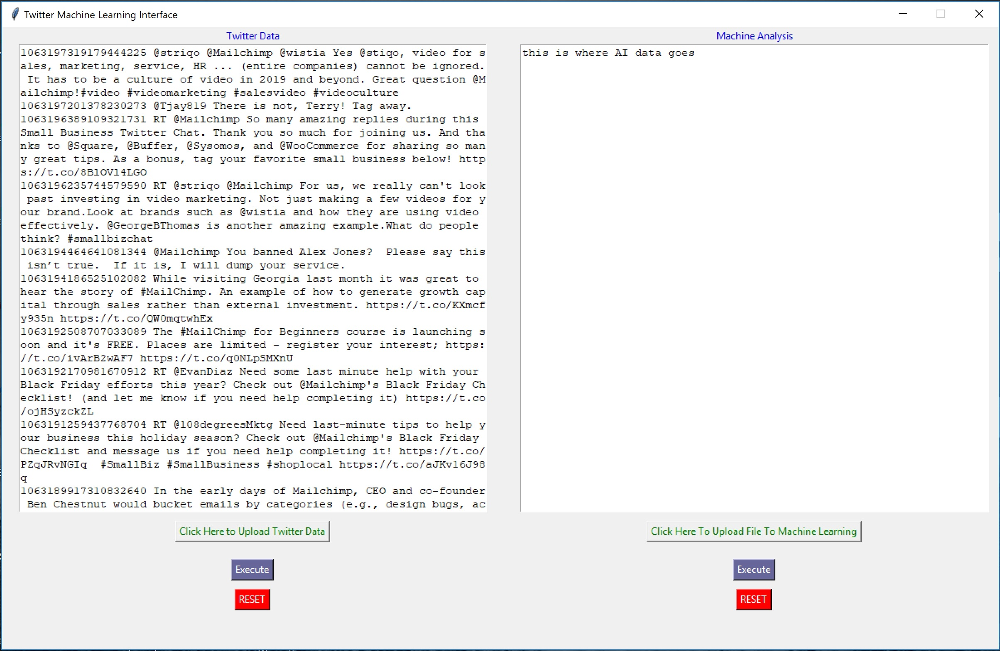 Twitter Machine Learning Interface
Twitter Data
1063197319179444225 @striqo @Mailchimp @wistia Yes @stiqo, video for s
ales, marketing, service, HR ... (entire companies) cannot be ignored.
It has to be a culture of video in 2019 and beyond. Great question @M
ailchimp!#video #videomarketing #salesvideo #videoculture
1063197201378230273 @Tjay819 There is not, Terry! Tag away.
1063196389109321731 RT @Mailchimp So many amazing replies during this
Small Business Twitter Chat. Thank you so much for joining us. And tha
nks to @Square, @Buffer, @Sysomos, and @WooCommerce for sharing so man
y great tips. As a bonus, tag your favorite small business below! http
s://t.co/8BlOVl4LGO
1063196235744579590 RT @striqo @Mailchimp For us, we really can't look
past investing in video marketing. Not just making a few videos for y
our brand.Look at brands such as @wistia and how they are using video
effectively. @GeorgeBThomas is another amazing example.What do people
think? #smallbizchat
1063194464641081344 @Mailchimp You banned Alex Jones?  Please say this
isn’t true.  If it is, I will dump your service.
1063194186525102082 While visiting Georgia last month it was great to
hear the story of #MailChimp. An example of how to generate growth cap
ital through sales rather than external investment. https://t.co/KXmcf
y935n https://t.co/QW0mqtwhEx
1063192508707033089 The #MailChimp for Beginners course is launching s
oon and it's FREE. Places are limited - register your interest; https:
//t.co/ivArB2wAF7 https://t.co/q0NLpSMXnU
1063192170981670912 RT @EvanDiaz Need some last minute help with your
Black Friday efforts this year? Check out @Mailchimp's Black Friday Ch
ecklist! (and let me know if you need help completing it) https://t.co
/ojHSyzckZL
1063191259437768704 RT @108degreesMktg Need last-minute tips to help y
our business this holiday season? Check out @Mailchimp's Black Friday
Checklist and message us if you need help completing it! https://t.co/
PZqJRvNGIq  #SmallBiz #SmallBusiness #shoplocal https://t.co/aJKv16J98
q
1063189917310832640 In the early days of Mailchimp, CEO and co-founder
Ben Chestnut would bucket emails by categories (e.g., design bugs, ac
Click Here to Upload Twitter Data
Execute
RESET
Machine Analysis
this is where AI data goes
Click Here To Upload File To Machine Learning
Execute
RESET